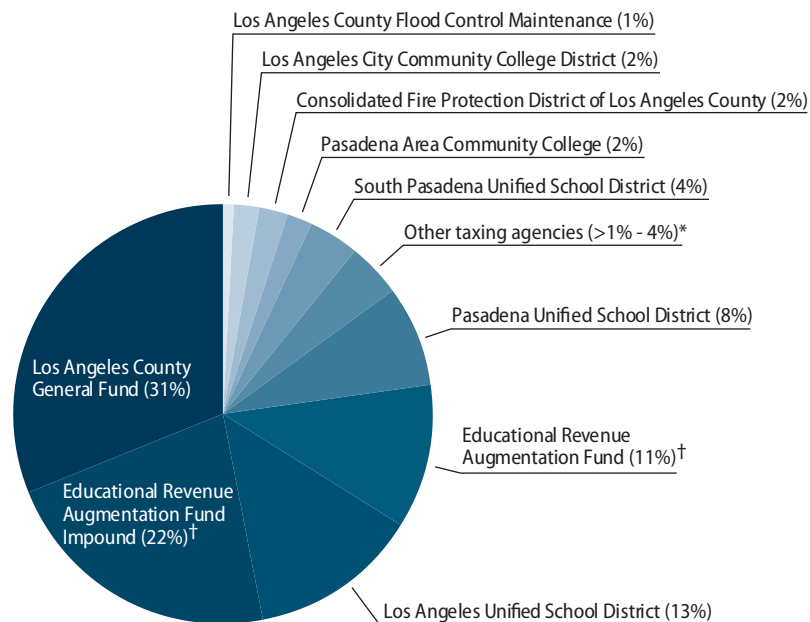 Los Angeles County Flood Control Maintenance (1%)
Los Angeles City Community College District (2%)
Consolidated Fire Protection District of Los Angeles County (2%)
Pasadena Area Community College (2%)
South Pasadena Unified School District (4%)
Other taxing agencies (>1% - 4%)*
Pasadena Unified School District (8%)
Educational Revenue
Augmentation Fund (11%)†
Los Angeles Unified School District (13%)
Educational Revenue
Augmentation Fund
Impound (22%)†
Los Angeles County
General Fund (31%)